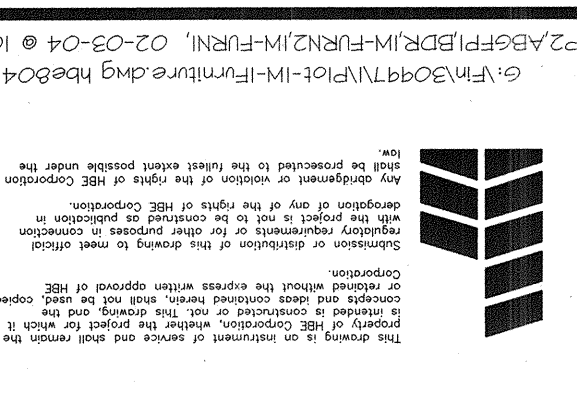 This drawing is an instrument of service and shall remain the
property of HBE Corporation, whether the project for which it
is intended is constructed or not. This drawing, and the
concepts and ideas contained herein, shall not be used, copie
or retained without the express written approval of HBE
Corporation.
Submission or distribution of this drawing to meet official
regulatory requirements or for other purposes in connection
with the project is not to be construed as publication in
derogation of any of the rights of HBE Corporation.
Any abridgement or violation of the rights of HBE Corporation
shall be prosecuted to the fullest extent possible under the
law.
G:\Fin\30497\Plot-IM-IFurniture.dwg hbe804
P2,ABGFPI,BDR,IM-FURN2,IM-FURNI, 02-03-04 @